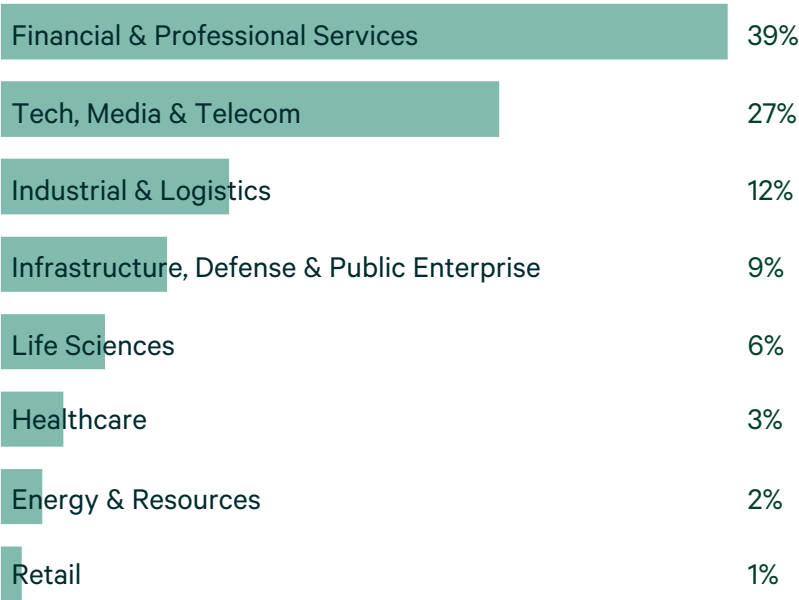 Financial & Professional Services 39%
Tech, Media & Telecom 27%
Industrial & Logistics 12%
Infrastructure, Defense & Public Enterprise 9%
Life Sciences 6%
Healthcare 3%
Energy & Resources 2%
Retail 1%